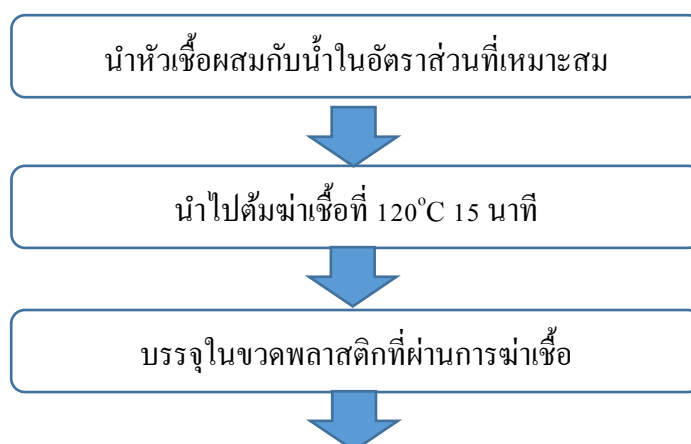 นำหัวเชื้อผสมกับน้ำในอัตราส่วนที่เหมาะสม
นำไปต้มฆ่าเชื้อที่ 120°C 15 นาที
บรรจุในขวดพลาสติกที่ผ่านการฆ่าเชื้อ